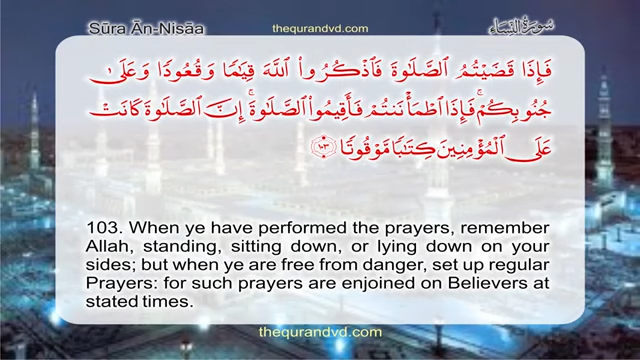 Sūra Ān-Nisāa
thequrandvd.com
سُورَةُ النِّسَاءِ
فَإِذَا قَضَيْتُمُ ٱلصَّلَوٰةَ فَٱذْكُرُوا۟ ٱللَّهَ قِيَـٰمًا وَقُعُودًا وَعَلَىٰ
جُنُوبِكُمْ ۚ فَإِذَا ٱطْمَأْنَنتُمْ فَأَقِيمُوا۟ ٱلصَّلَوٰةَ ۚ إِنَّ ٱلصَّلَوٰةَ كَانَتْ
عَلَى ٱلْمُؤْمِنِينَ كِتَـٰبًا مَّوْقُوتًا ١٠٣
103. When ye have performed the prayers, remember
Allah, standing, sitting down, or lying down on your
sides; but when ye are free from danger, set up regular
Prayers: for such prayers are enjoined on Believers at
stated times.
thequrandvd.com